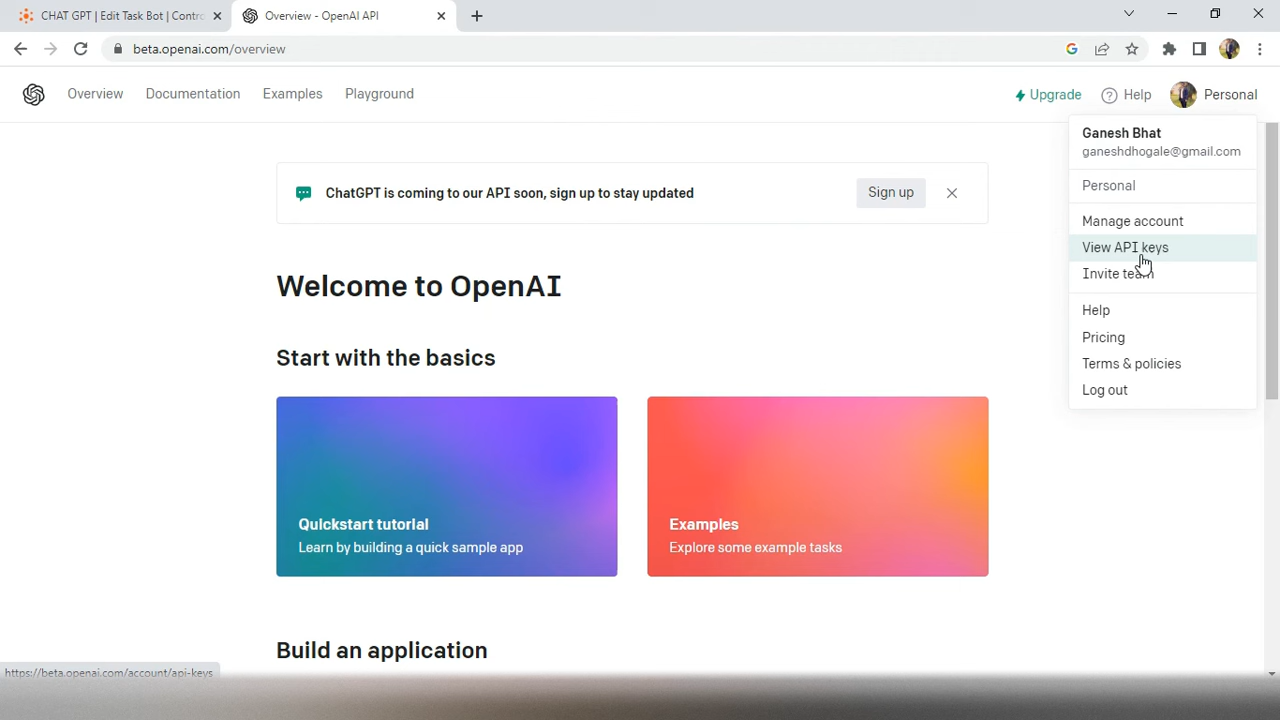 CHAT GPT | Edit Task Bot | Contro
Overview - OpenAI API
beta.openai.com/overview
Overview
Documentation
Examples
Playground
Upgrade
Help
Personal
Ganesh Bhat
ganeshdhogale@gmail.com
Personal
Manage account
View API keys
Invite team
Help
Pricing
Terms & policies
Log out
ChatGPT is coming to our API soon, sign up to stay updated
Sign up
Welcome to OpenAI
Start with the basics
Quickstart tutorial
Learn by building a quick sample app
Examples
Explore some example tasks
Build an application
https://beta.openai.com/account/api-keys